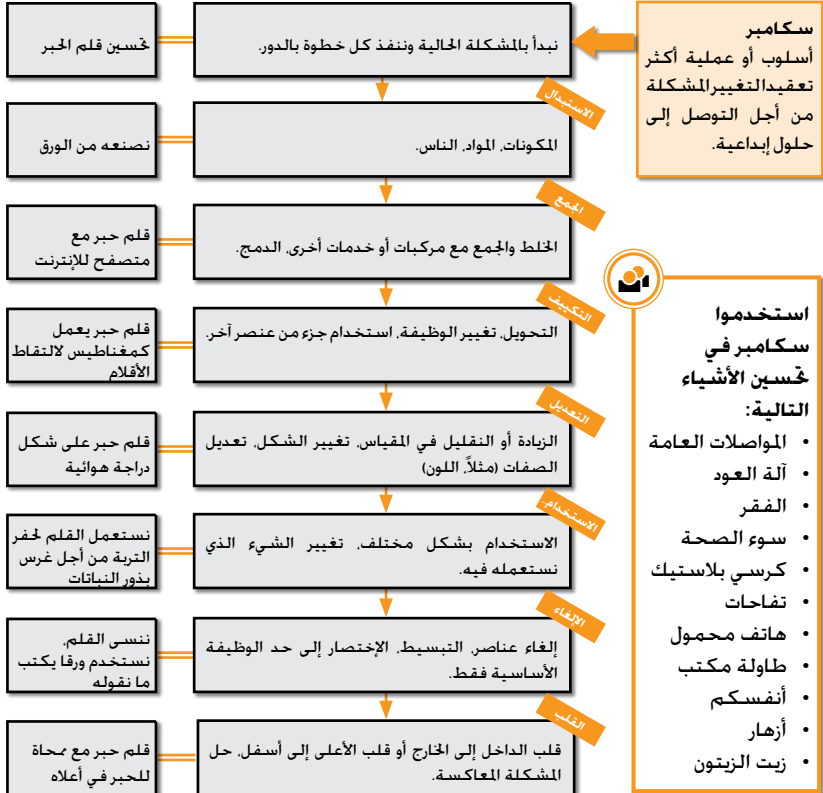 سكامبر
أسلوب أو عملية أكثر
تعقيدالتغييرالمشكلة
من أجل التوصل إلى
حلول إبداعية.
نبدأ بالمشكلة الحالية وننفذ كل خطوة بالدور.
تحسين قلم الحبر
الاستبدال
المكونات، المواد، الناس.
نصنعه من الورق
الجمع
الخلط والجمع مع مركبات أو خدمات أخرى، الدمج.
قلم حبر مع
متصفح للإنترنت
التكييف
التحويل، تغيير الوظيفة، استخدام جزء من عنصر آخر.
قلم حبر يعمل
كمغناطيس لالتقاط
الأقلام
التعديل
الزيادة أو التقليل في المقياس، تغيير الشكل، تعديل
الصفات (مثلاً، اللون)
قلم حبر على شكل
دراجة هوائية
الاستخدام..
الاستخدام بشكل مختلف، تغيير الشيء الذي
نستعمله فيه.
نستعمل القلم لحفر
التربة من أجل غرس
بذور النباتات
الإلغاء
إلغاء عناصر، التبسيط، الإختصار إلى حد الوظيفة
الأساسية فقط.
ننسى القلم،
نستخدم ورقا يكتب
ما نقوله
القلب
قلب الداخل إلى الخارج أو قلب الأعلى إلى أسفل، حل
المشكلة المعاكسة.
قلم حبر مع ممحاة
للحبر في أعلاه
استخدموا
سكامبر في
تحسين الأشياء
التالية:
• المواصلات العامة
• آلة العود
• الفقر
• سوء الصحة
• كرسي بلاستيك
• تفاحات
• هاتف محمول
• طاولة مكتب
• أنفسكم
• أزهار
• زيت الزيتون